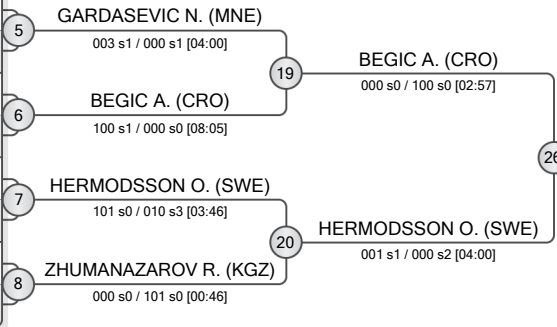 GARDASEVIC N. (MNE)
5
003 s1 / 000 s1 [04:00]
19
BEGIC A. (CRO)
000 s0 / 100 s0 [02:57]
BEGIC A. (CRO)
6
100 s1 / 000 s0 [08:05]
26
HERMODSSON O. (SWE)
7
101 s0 / 010 s3 [03:46]
20
HERMODSSON O. (SWE)
001 s1 / 000 s2 [04:00]
ZHUMANAZAROV R. (KGZ)
8
000 s0 / 101 s0 [00:46]